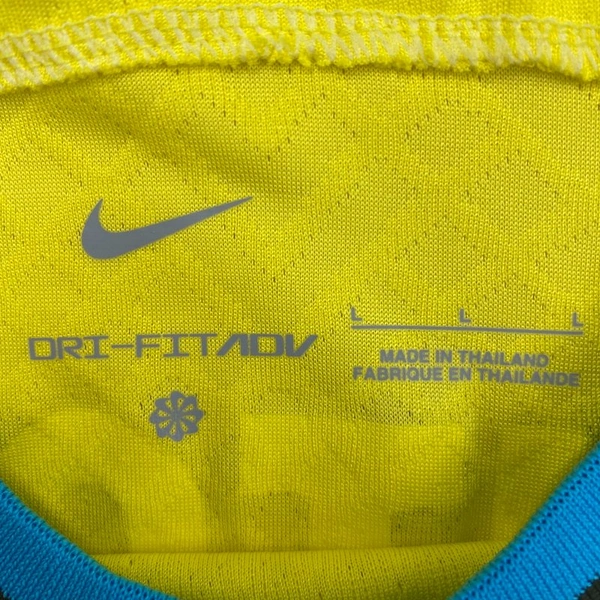 DRI-FIT ADV
L L L
MADE IN THAILAND
FABRIQUE EN THAILANDE